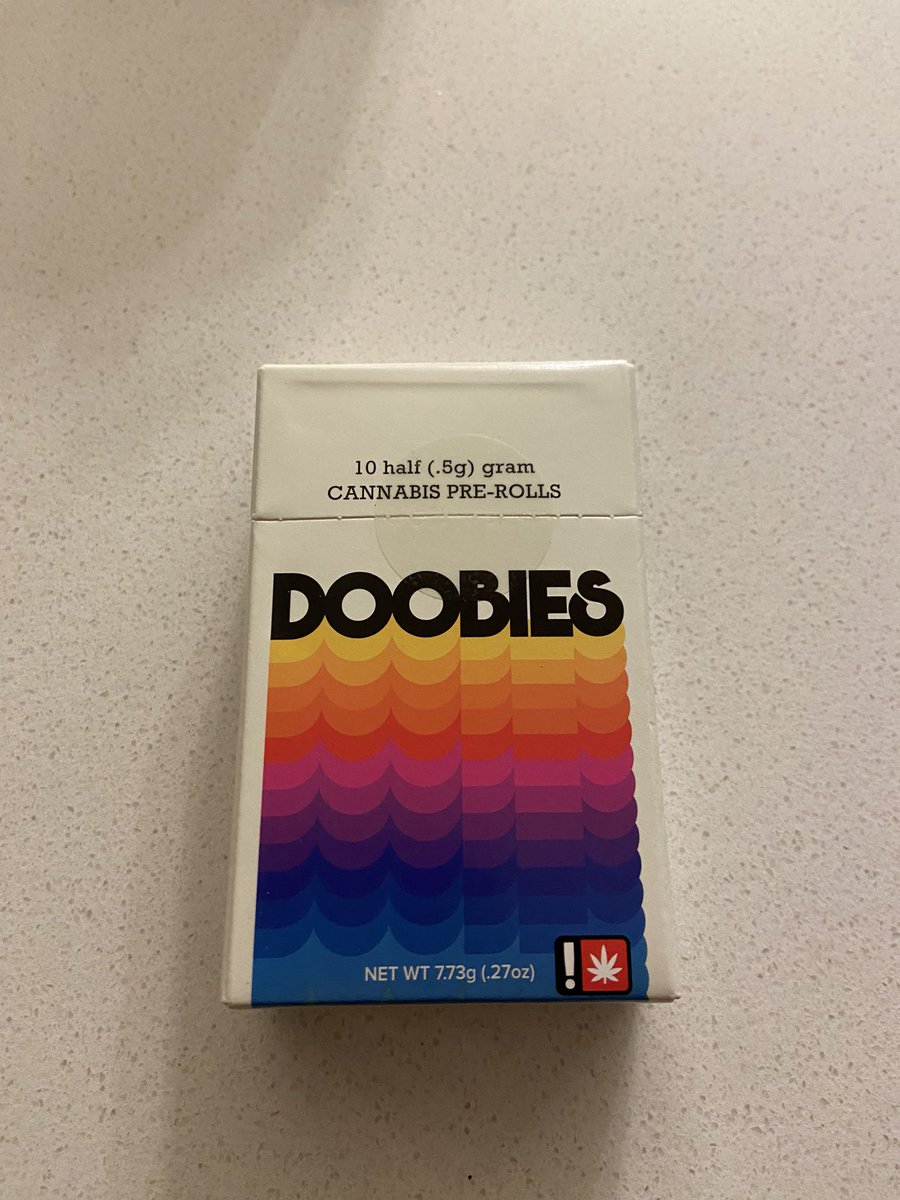 10 half (.5g) gram
CANNABIS PRE-ROLLS
DOOBIES
NET WT 7.73g (.27oz)
!